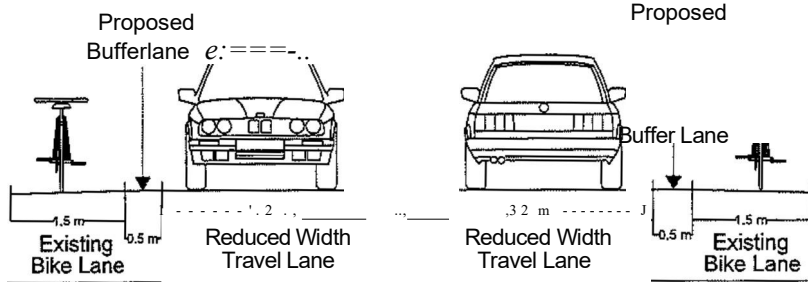 Proposed
Bufferlane
Proposed
Buffer Lane
1.5 m
0.5 m
Existing
Bike Lane
Reduced Width
Travel Lane
,32 m
Reduced Width
Travel Lane
0.5 m
1.5 m
Existing
Bike Lane